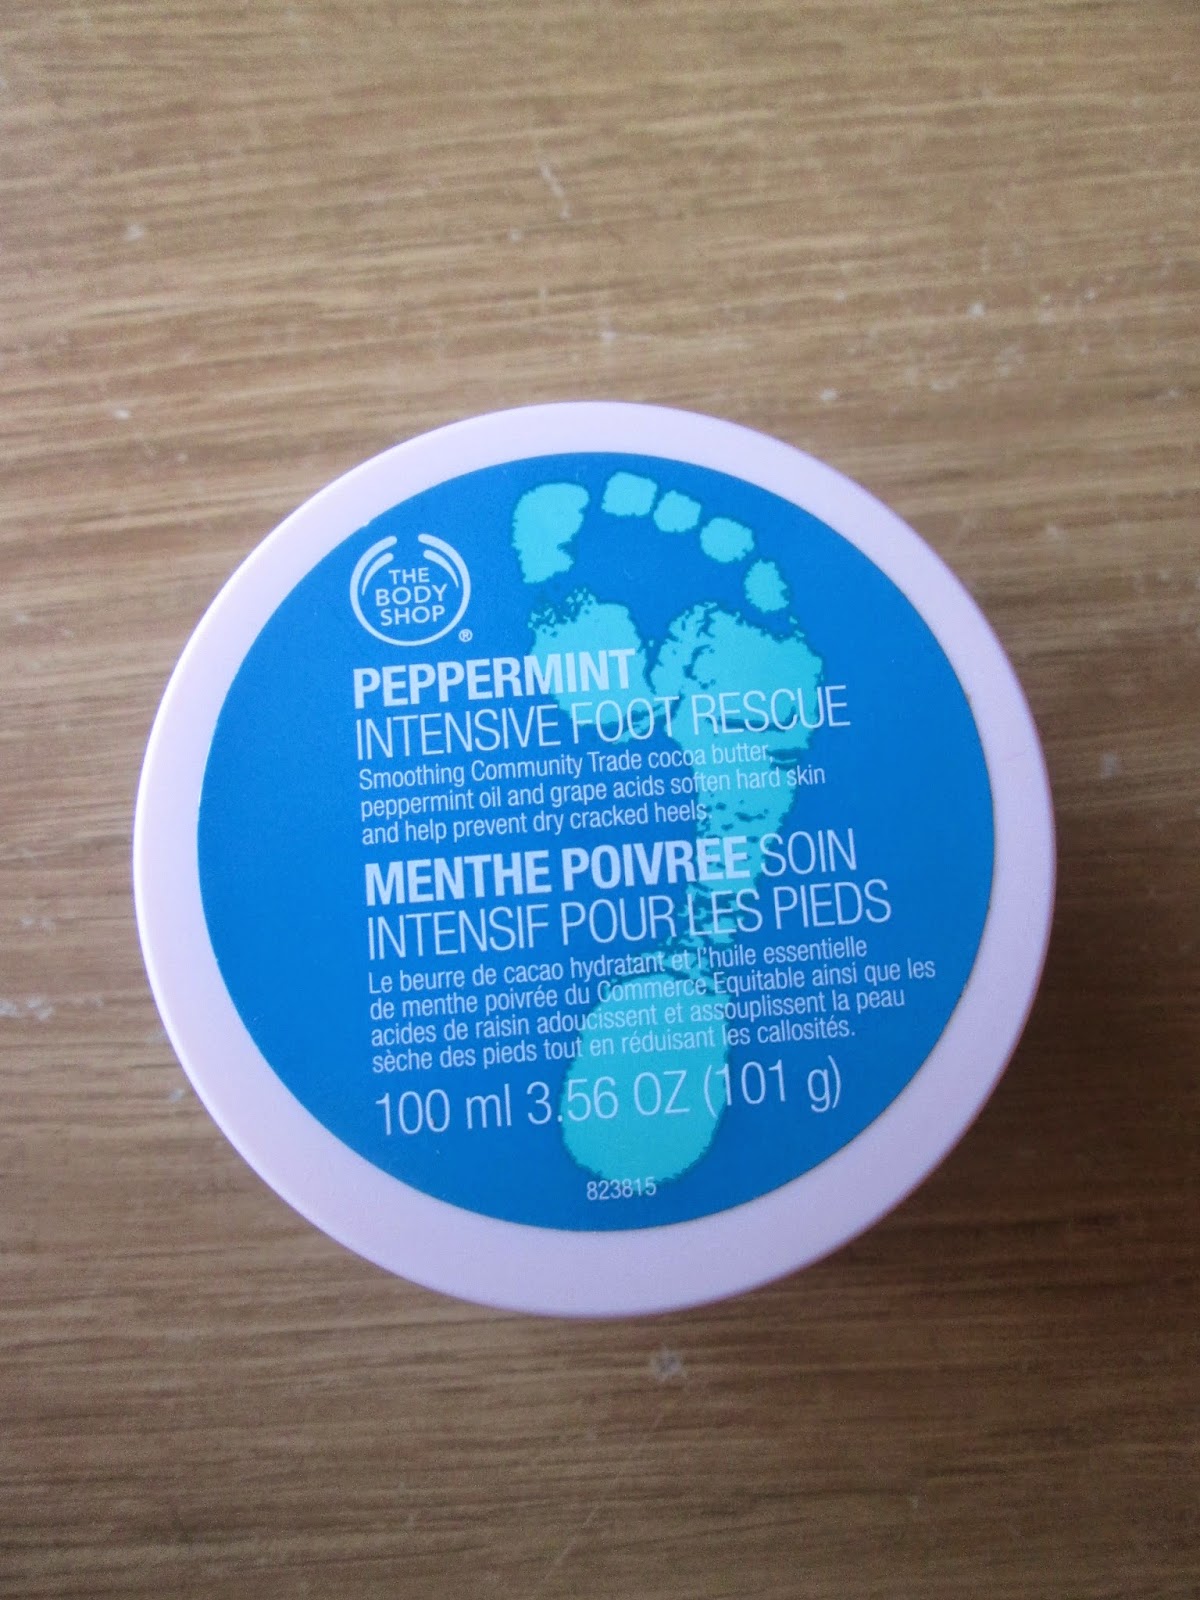 THE
BODY
SHOP
®
PEPPERMINT
INTENSIVE FOOT RESCUE
Smoothing Community Trade cocoa butter,
peppermint oil and grape acids soften hard skin
and help prevent dry cracked heels.
MENTHE POIVRÉE SOIN
INTENSIF POUR LES PIEDS
Le beurre de cacao hydratant et l'huile essentielle
de menthe poivrée du Commerce Equitable ainsi que les
acides de raisin adoucissent et assouplissent la peau
sèche des pieds tout en réduisant les callosités.
100 ml 3.56 OZ (101 g)
823815